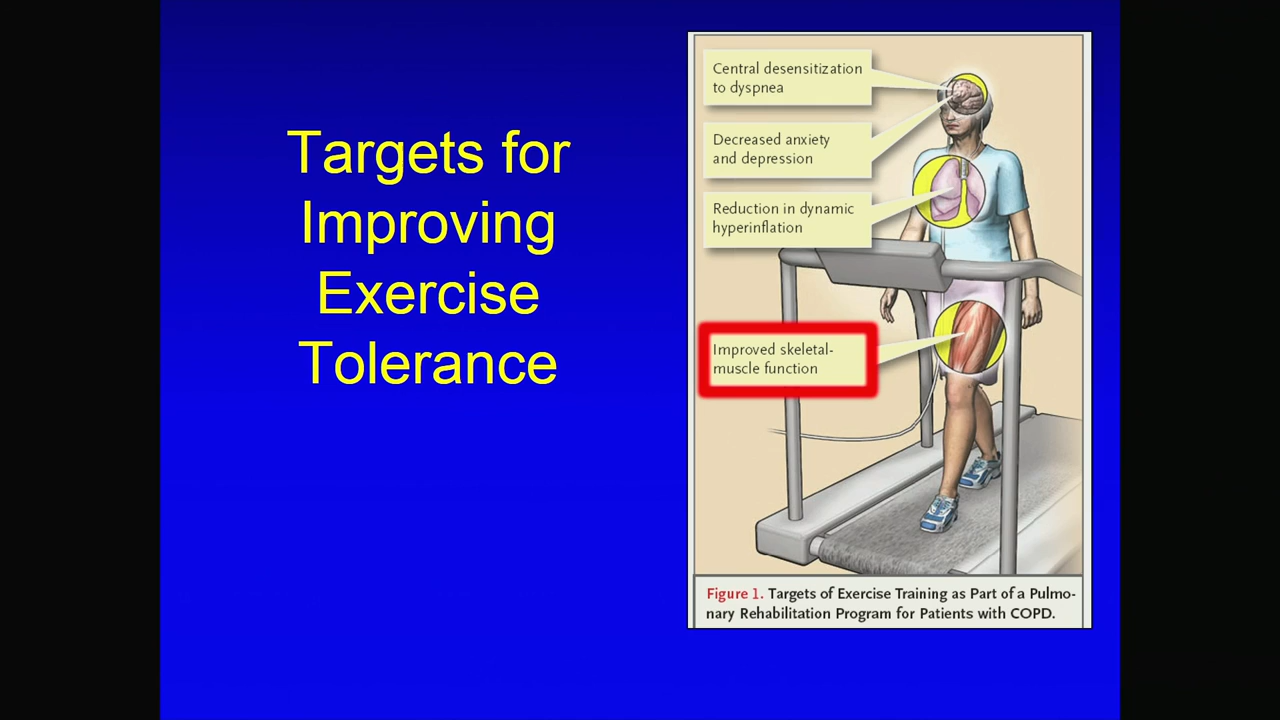 Targets for
Improving
Exercise
Tolerance
Central desensitization
to dyspnea
Decreased anxiety
and depression
Reduction in dynamic
hyperinflation
Improved skeletal-
muscle function
Figure 1. Targets of Exercise Training as Part of a Pulmo-
nary Rehabilitation Program for Patients with COPD.